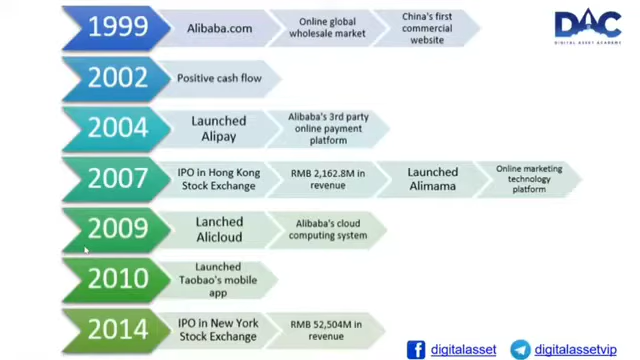 1999
Alibaba.com
Online global
wholesale market
China's first
commercial
website
DAC
DIGITAL ASSET ACADEMY
2002
Positive cash flow
2004
Launched
Alipay
Alibaba's 3rd party
online payment
platform
2007
IPO in Hong Kong
Stock Exchange
RMB 2,162.8M in
revenue
Launched
Alimama
Online marketing
technology
platform
2009
Lanched
Alicloud
Alibaba's cloud
computing system
2010
Launched
Taobao's mobile
app
2014
IPO in New York
Stock Exchange
RMB 52,504M in
revenue
digitalasset
digitalassetvip